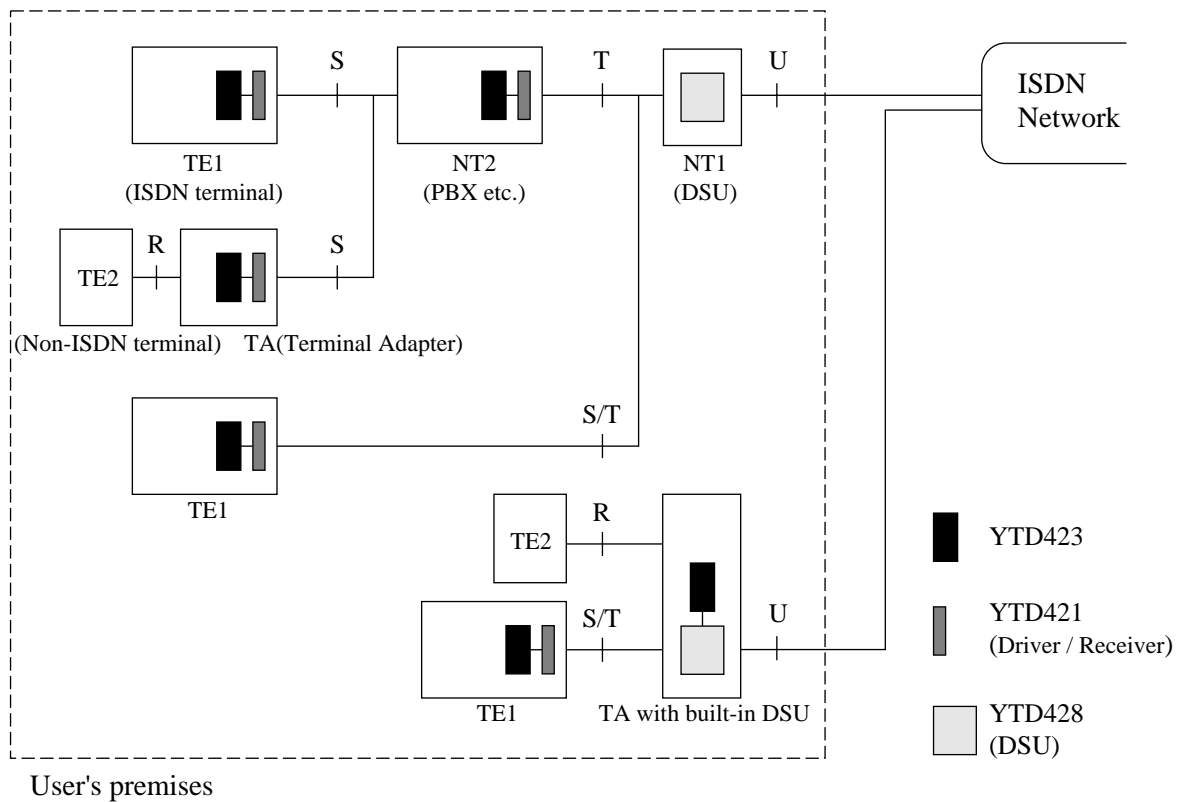 S
T
U
ISDN
Network
TE1
(ISDN terminal)
NT2
(PBX etc.)
NT1
(DSU)
R
S
TE2
(Non-ISDN terminal)
TA(Terminal Adapter)
S/T
TE1
R
TE2
YTD423
S/T
U
YTD421
(Driver / Receiver)
TE1
TA with built-in DSU
YTD428
(DSU)
User's premises